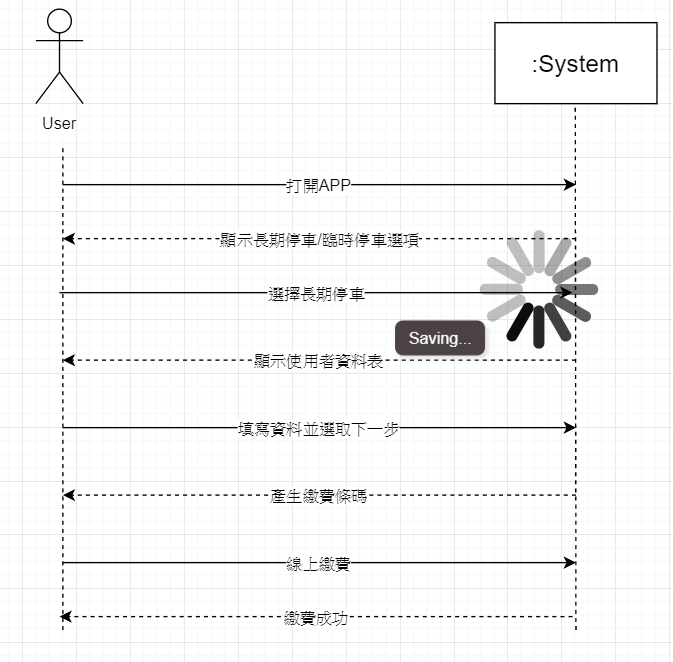 :System
User
打開APP
顯示長期停車/臨時停車選項
選擇長期停車
Saving...
顯示使用者資料表
填寫資料並選取下一步
產生繳費條碼
線上繳費
繳費成功